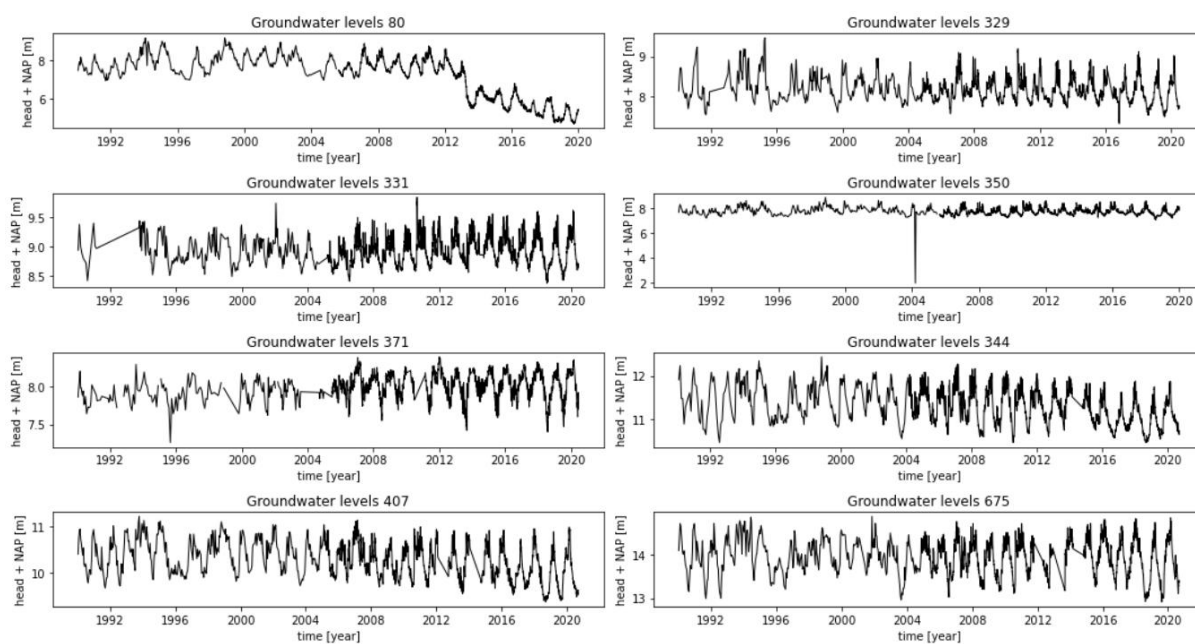 Groundwater levels 80
head + NAP [m]
8
6
1992 1996 2000 2004 2008 2012 2016 2020
time [year]
Groundwater levels 329
head + NAP [m]
9
8
1992 1996 2000 2004 2008 2012 2016 2020
time [year]
Groundwater levels 331
head + NAP [m]
9.5
9.0
8.5
1992 1996 2000 2004 2008 2012 2016 2020
time [year]
Groundwater levels 350
head + NAP [m]
8
6
4
2
1992 1996 2000 2004 2008 2012 2016 2020
time [year]
Groundwater levels 371
head + NAP [m]
8.0
7.5
1992 1996 2000 2004 2008 2012 2016 2020
time [year]
Groundwater levels 344
head + NAP [m]
12
11
1992 1996 2000 2004 2008 2012 2016 2020
time [year]
Groundwater levels 407
head + NAP [m]
11
10
1992 1996 2000 2004 2008 2012 2016 2020
time [year]
Groundwater levels 675
head + NAP [m]
14
13
1992 1996 2000 2004 2008 2012 2016 2020
time [year]